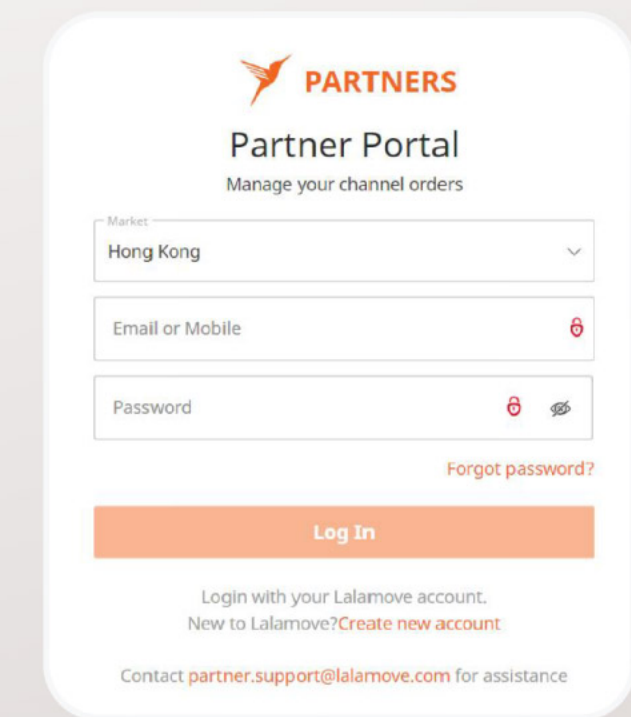 PARTNERS
Partner Portal
Manage your channel orders
Market
Hong Kong
Email or Mobile
Password
Forgot password?
Log In
Login with your Lalamove account.
New to Lalamove?Create new account
Contact partner.support@lalamove.com for assistance